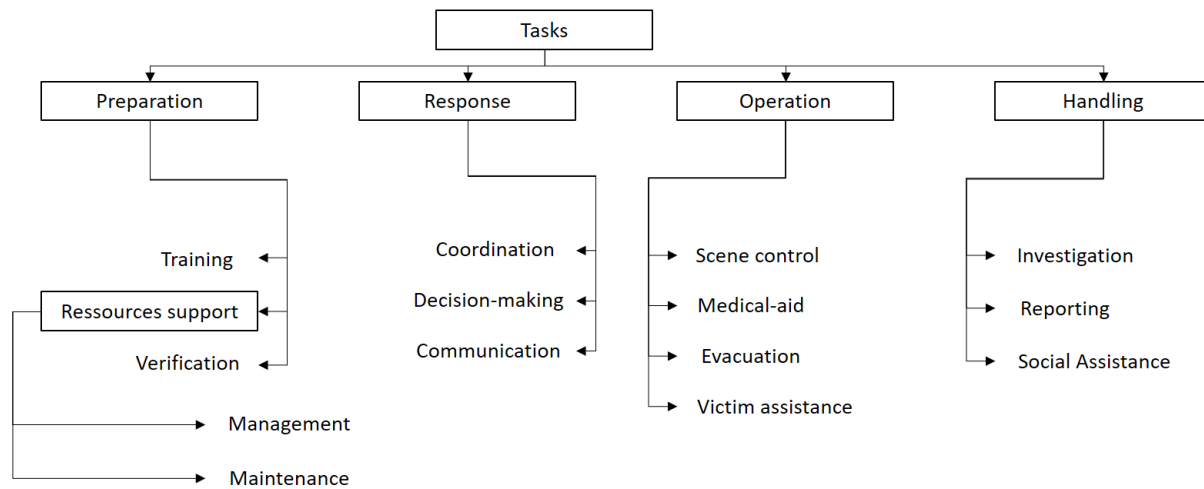 Tasks
Preparation
Response
Operation
Handling
Training
Ressources support
Verification
Management
Maintenance
Coordination
Decision-making
Communication
Scene control
Medical-aid
Evacuation
Victim assistance
Investigation
Reporting
Social Assistance